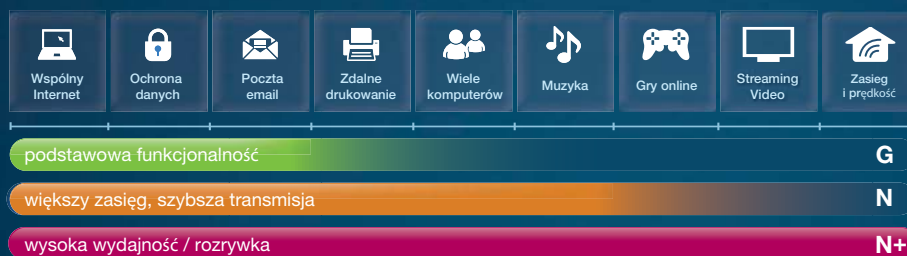 Wspólny
Internet
Ochrona
danych
Poczta
email
Zdalne
drukowanie
Wiele
komputerów
Muzyka
Gry online
Streaming
Video
Zasieg
i prędkość
podstawowa funkcjonalność
G
większy zasięg, szybsza transmisja
N
wysoka wydajność / rozrywka
N+